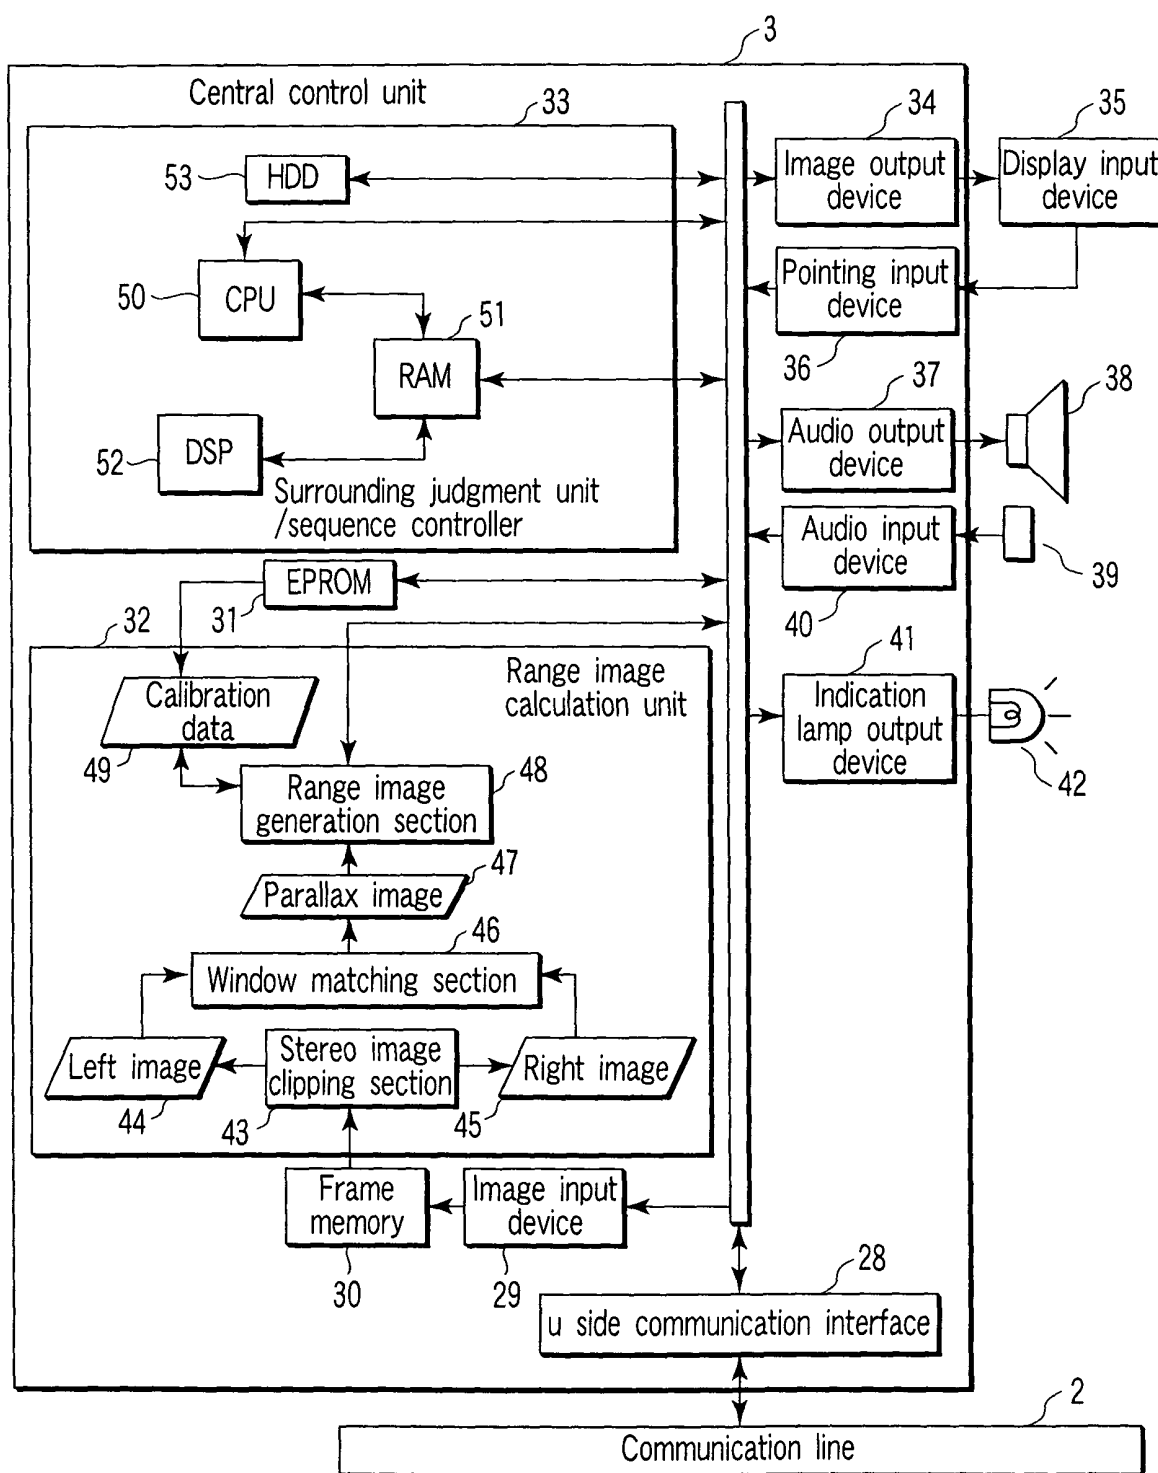 3
Central control unit
33
34
35
53
HDD
Image output
device
Display input
device
50
CPU
Pointing input
device
51
RAM
36
37
38
52
DSP
Audio output
device
Surrounding judgment unit
/sequence controller
Audio input
device
39
EPROM
31
40
32
41
Range image
calculation unit
Calibration
data
49
Indication
lamp output
device
42
48
Range image
generation section
47
Parallax image
46
Window matching section
Left image
Stereo image
clipping section
Right image
44
43
45
Frame
memory
Image input
device
30
29
28
u side communication interface
2
Communication line